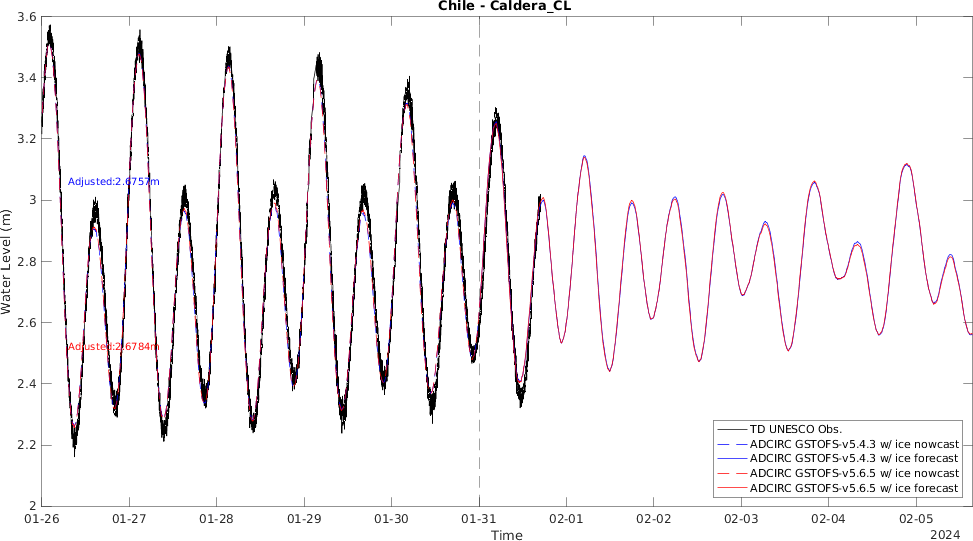 Chile - Caldera_CL
3.6
3.4
3.2
3
2.8
2.6
2.4
2.2
2
Water Level (m)
Adjusted:2.6757m
Adjusted:2.6784m
TD UNESCO Obs.
ADCIRC GSTOFS-v5.4.3 w/ ice nowcast
ADCIRC GSTOFS-v5.4.3 w/ ice forecast
ADCIRC GSTOFS-v5.6.5 w/ ice nowcast
ADCIRC GSTOFS-v5.6.5 w/ ice forecast
01-26 01-27 01-28 01-29 01-30 01-31 02-01 02-02 02-03 02-04 02-05
Time
2024